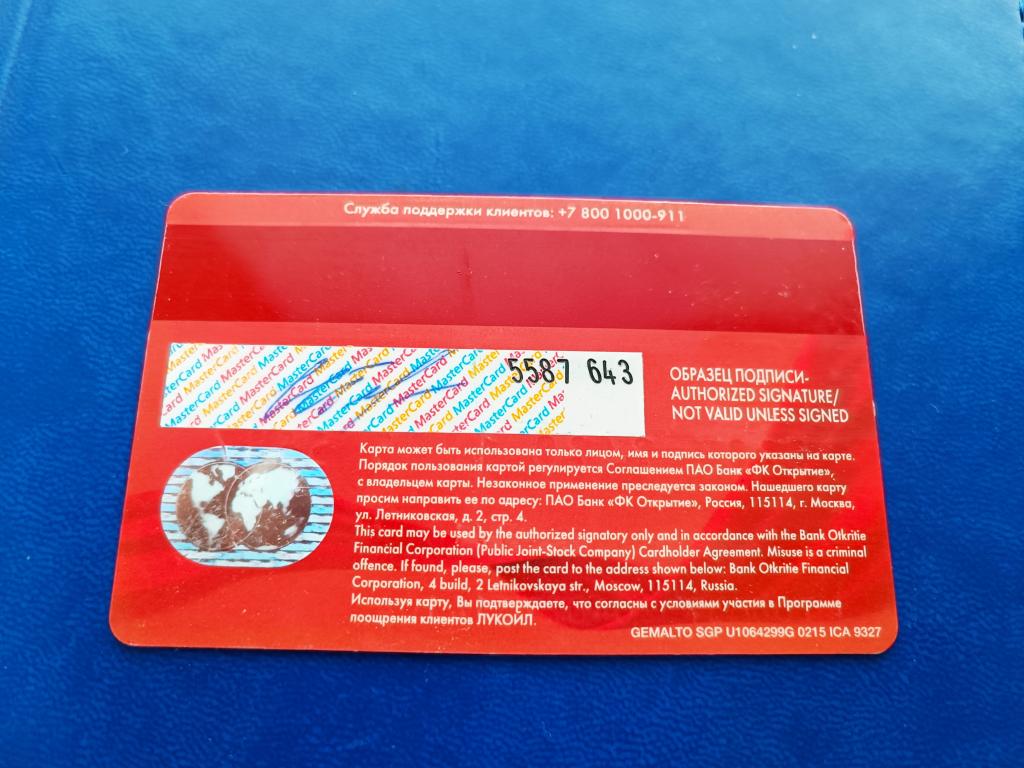 Служба поддержки клиентов: +7 800 1000-911
MasterCard MasterCard MasterCard
5587 643
ОБРАЗЕЦ ПОДПИСИ-
AUTHORIZED SIGNATURE/
NOT VALID UNLESS SIGNED
Карта может быть использована только лицом, имя и подпись которого указаны на карте.
Порядок пользования картой регулируется Соглашением ПАО Банк «ФК Открытие»,
с владельцем карты. Незаконное применение преследуется законом. Нашедшего карту
просим направить ее по адресу: ПАО Банк «ФК Открытие», Россия, 115114, г. Москва,
ул. Летниковская, д. 2, стр. 4.
This card may be used by the authorized signatory only and in accordance with the Bank Otkritie
Financial Corporation (Public Joint-Stock Company) Cardholder Agreement. Misuse is a criminal
offence. If found, please, post the card to the address shown below: Bank Otkritie Financial
Corporation, 4 build, 2 Letnikovskaya str., Moscow, 115114, Russia.
Используя карту, Вы подтверждаете, что согласны с условиями участия в Программе
поощрения клиентов ЛУКОЙЛ.
GEMALTO SGP U1064299G 0215 ICA 9327